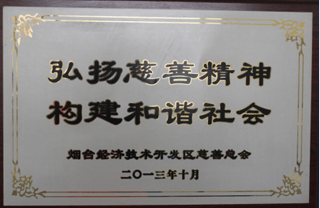 弘扬慈善精神
构建和谐社会
烟台经济技术开发区慈善总会
二〇一三年十月